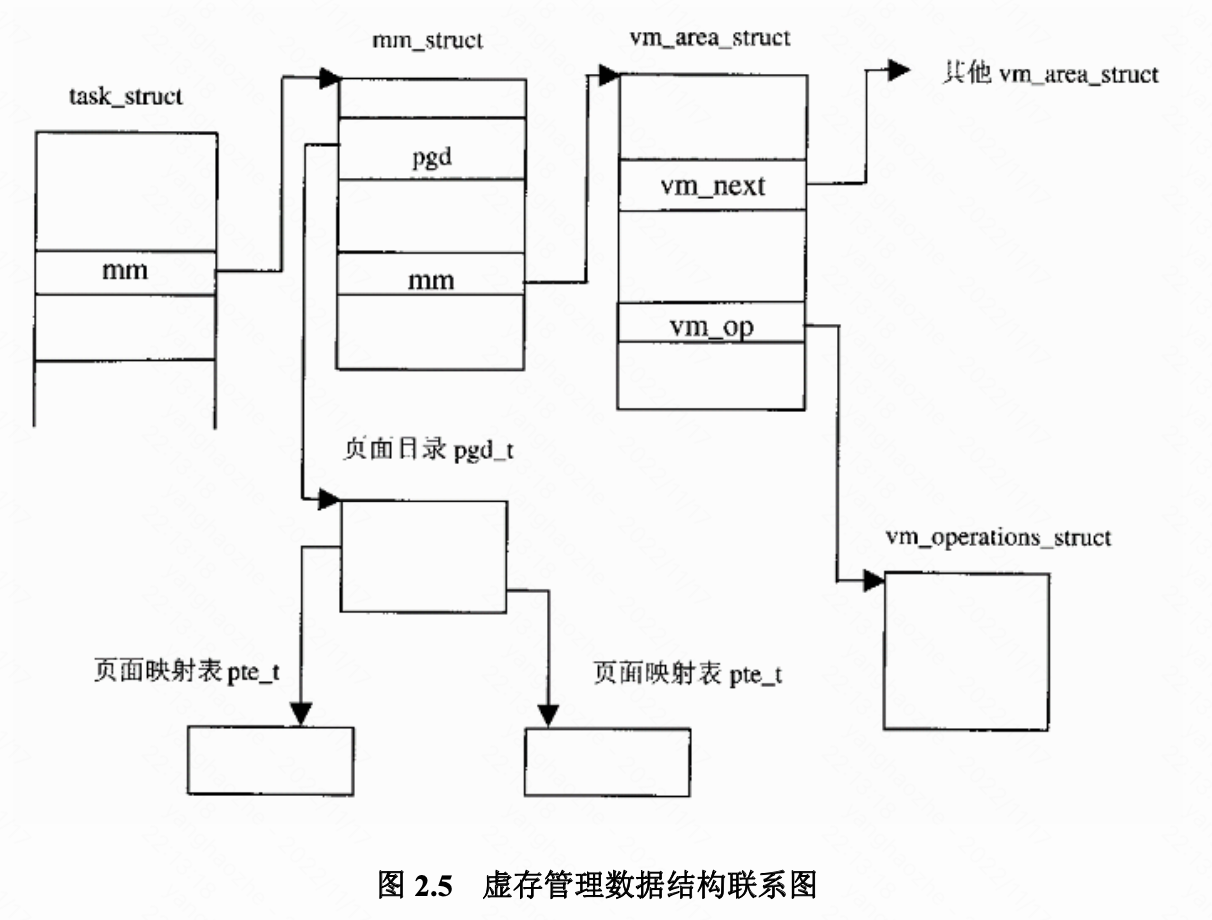 task_struct
mm
mm_struct
pgd
mm
vm_area_struct
vm_next
vm_op
其他 vm_area_struct
页面目录 pgd_t
vm_operations_struct
页面映射表 pte_t
页面映射表 pte_t
图 2.5 虚存管理数据结构联系图